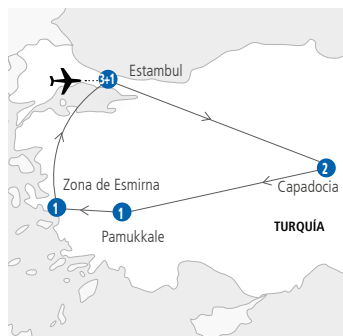 Estambul
3+1
2
Capadocia
Zona de Esmirna
1
1
Pamukkale
TURQUÍA